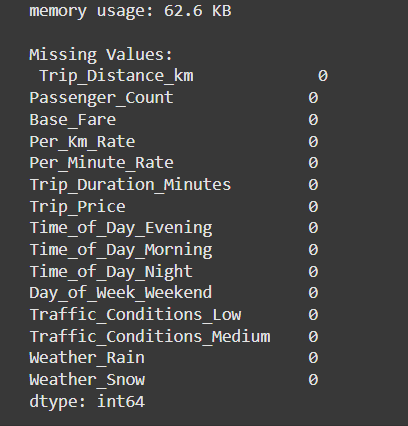 memory usage: 62.6 KB
Missing Values:
Trip_Distance_km 0
Passenger_Count 0
Base_Fare 0
Per_Km_Rate 0
Per_Minute_Rate 0
Trip_Duration_Minutes 0
Trip_Price 0
Time_of_Day_Evening 0
Time_of_Day_Morning 0
Time_of_Day_Night 0
Day_of_Week_Weekend 0
Traffic_Conditions_Low 0
Traffic_Conditions_Medium 0
Weather_Rain 0
Weather_Snow 0
dtype: int64